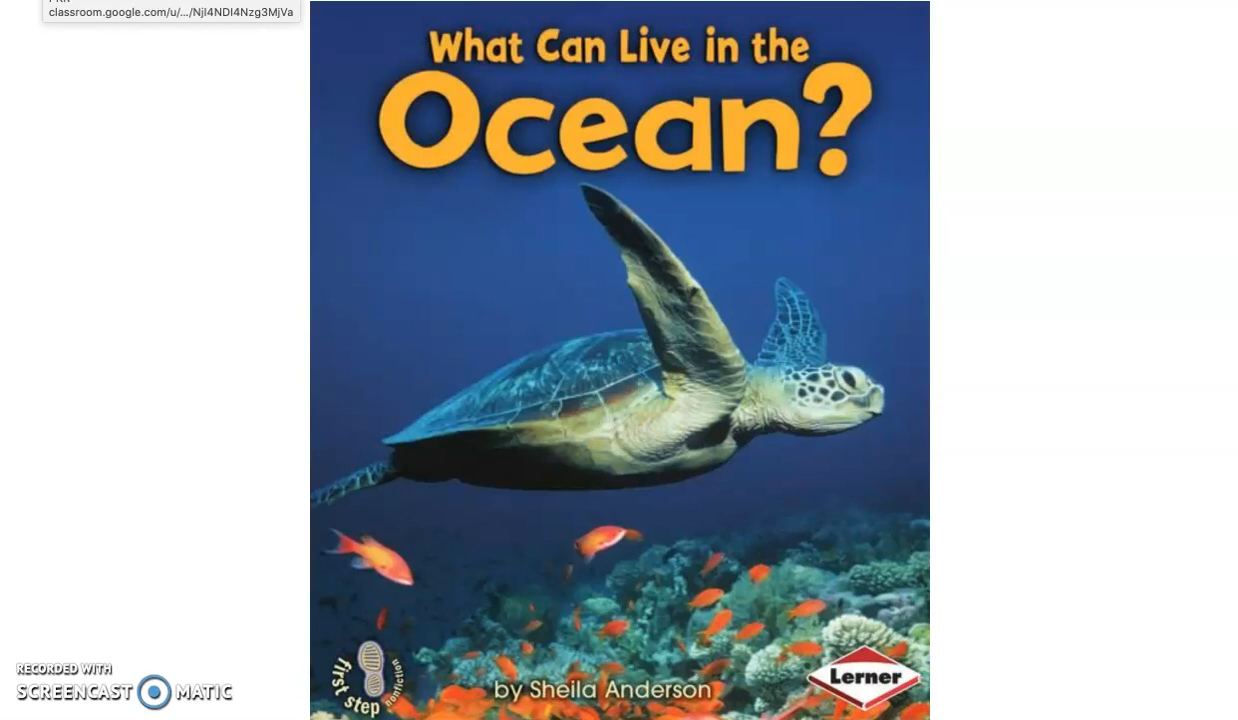 classroom.google.com/u/.../NjI4NDI4Nzg3MjVa
What Can Live in the
Ocean?
first step
nonfiction
by Sheila Anderson
Lerner
RECORDED WITH
SCREENCAST MATIC